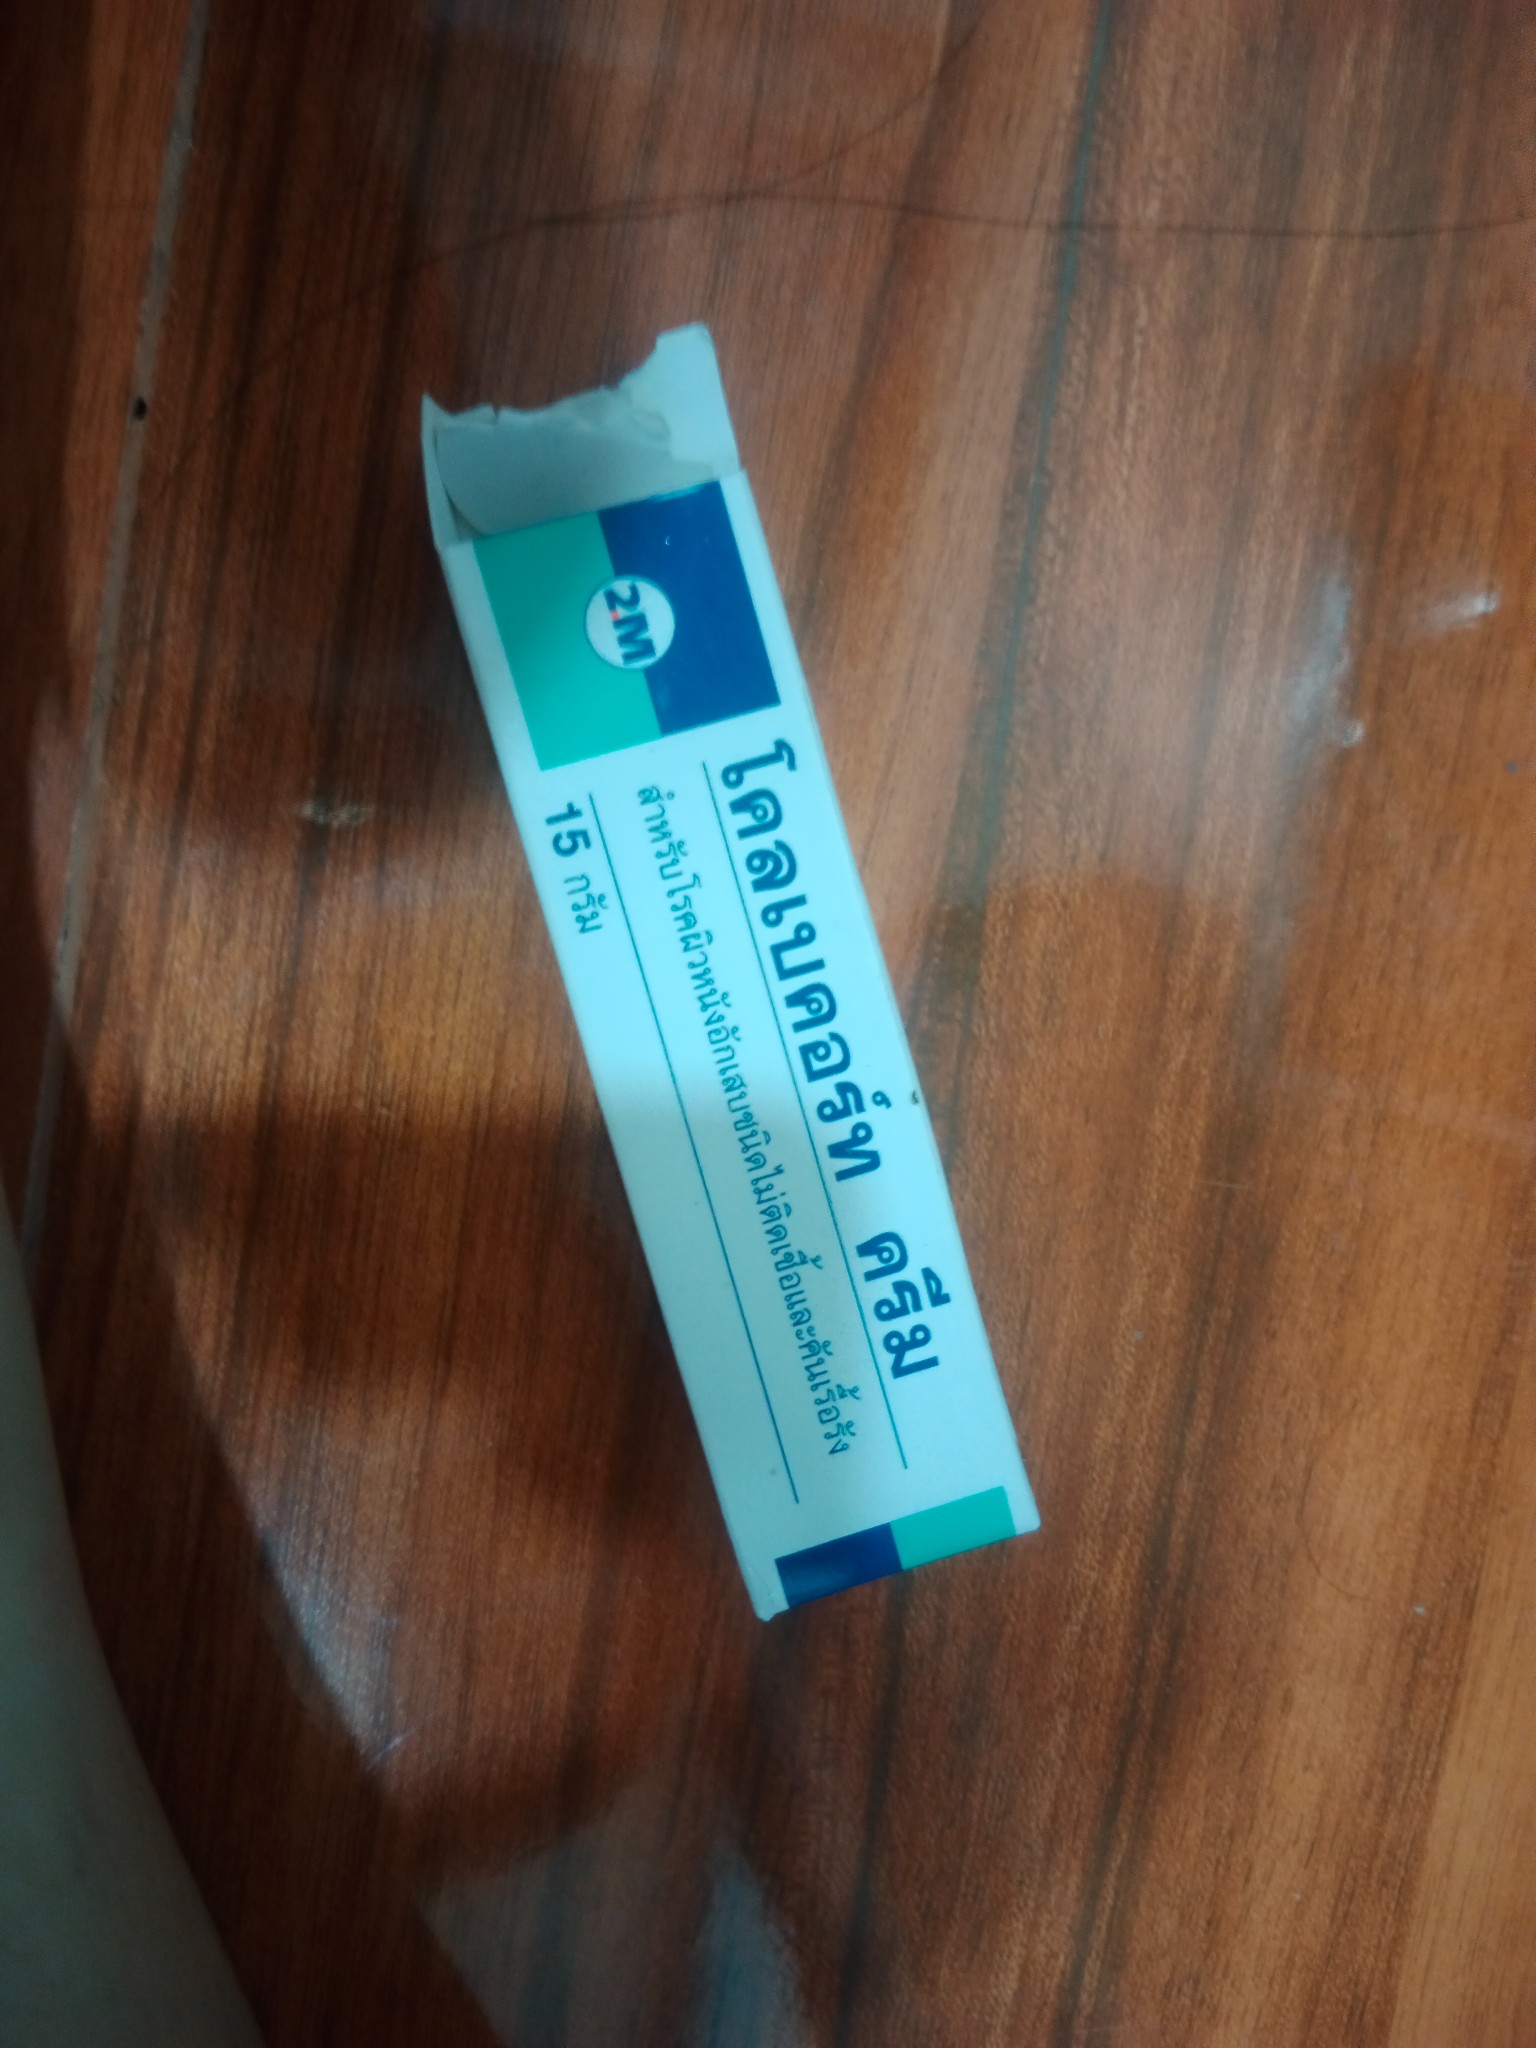 2M
โคลเบคอร์ท ครีม
สำหรับโรคผิวหนังอักเสบชนิดไม่ติดเชื้อและคันเรื้อรัง
15 กรัม